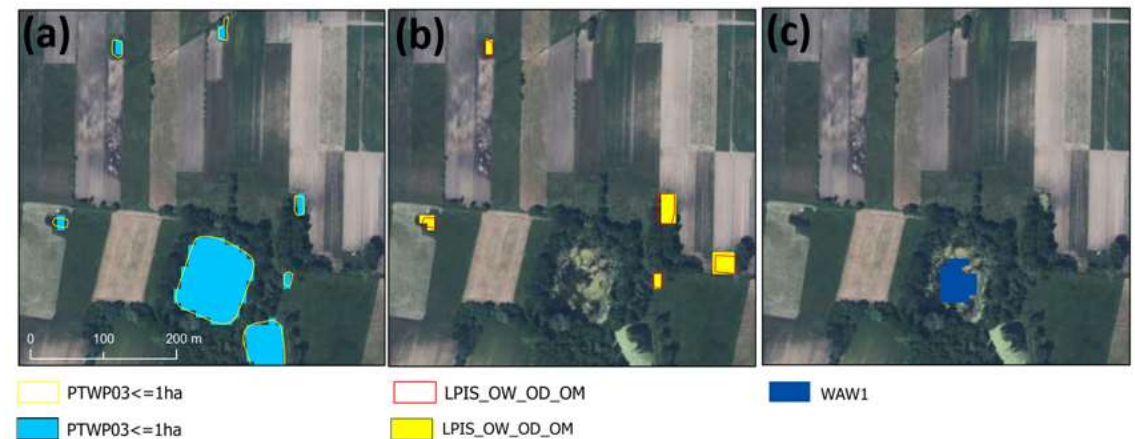 (a) (b) (c)
0 100 200 m
PTWP03<=1ha LPIS_OW_OD_OM WAW1
PTWP03<=1ha LPIS_OW_OD_OM